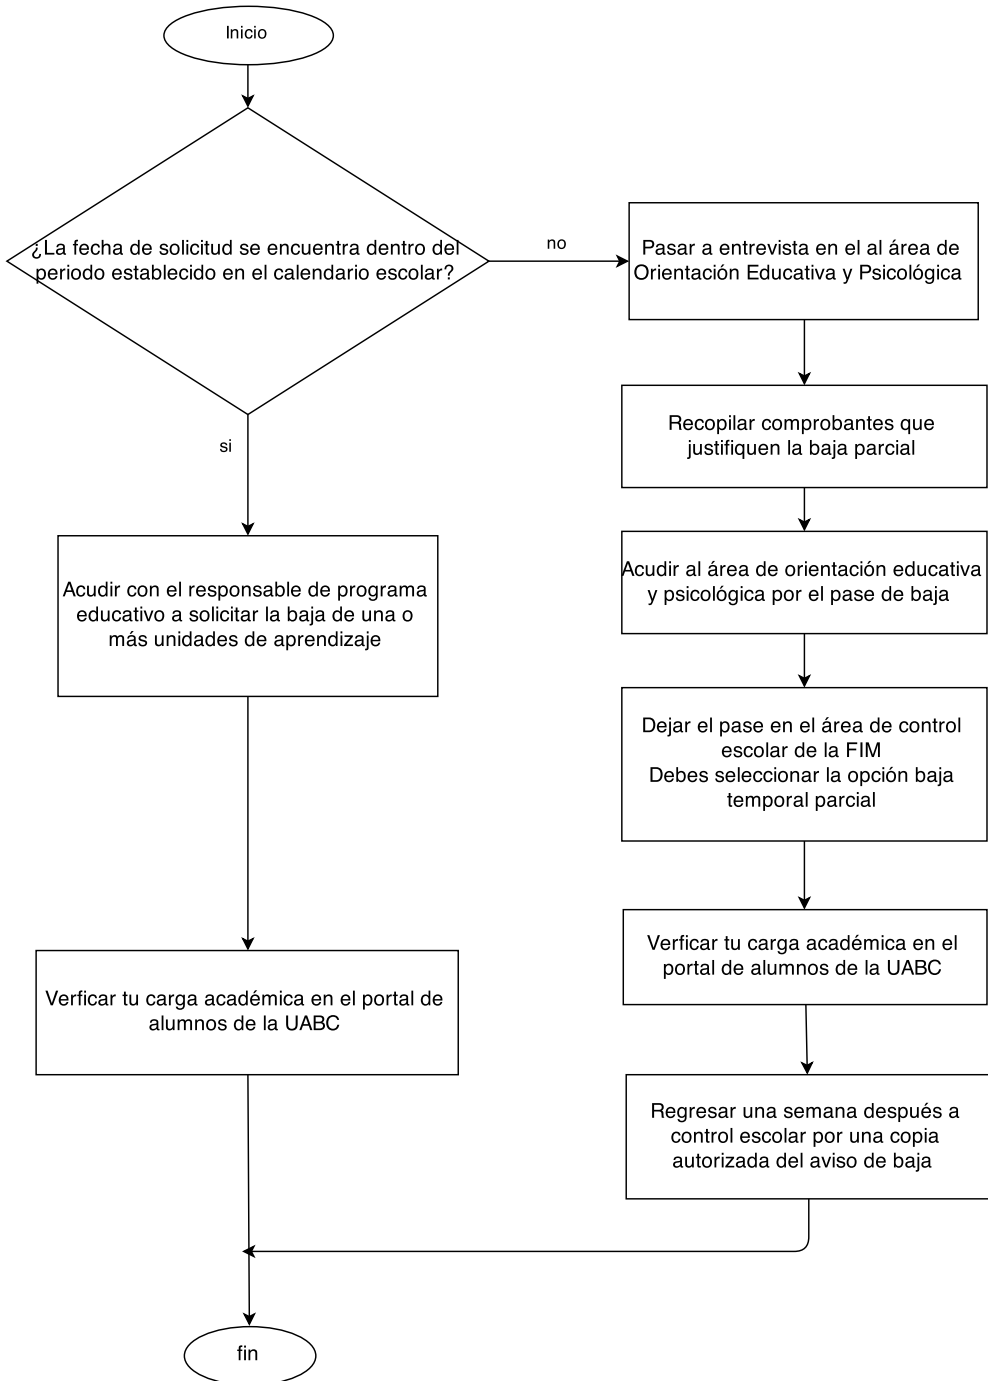 Inicio
¿La fecha de solicitud se encuentra dentro del
periodo establecido en el calendario escolar?
no
Pasar a entrevista en el al área de
Orientación Educativa y Psicológica
Recopilar comprobantes que
justifiquen la baja parcial
si
Acudir al área de orientación educativa
y psicológica por el pase de baja
Acudir con el responsable de programa
educativo a solicitar la baja de una o
más unidades de aprendizaje
Dejar el pase en el área de control
escolar de la FIM
Debes seleccionar la opción baja
temporal parcial
Verficar tu carga académica en el
portal de alumnos de la UABC
Verficar tu carga académica en el portal de
alumnos de la UABC
Regresar una semana después a
control escolar por una copia
autorizada del aviso de baja
fin